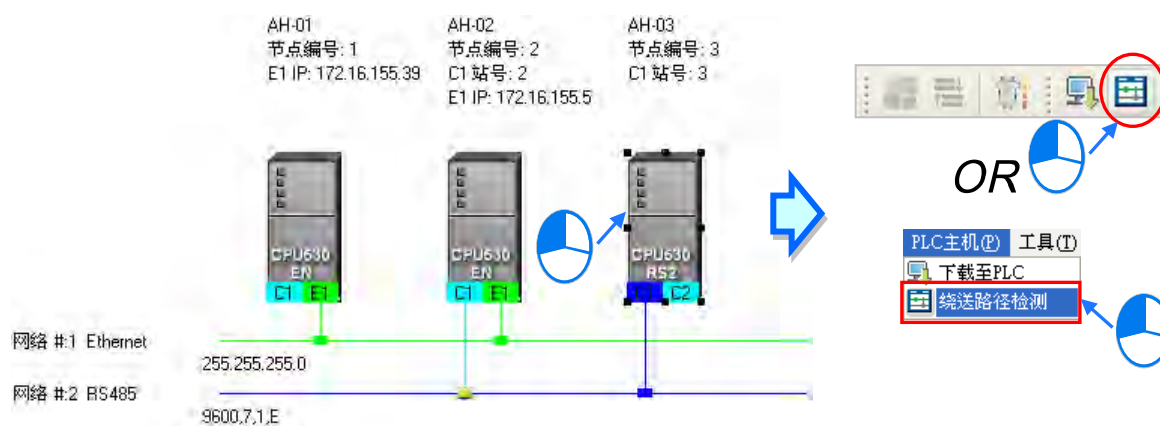 AH-01
节点编号: 1
E1 IP: 172.16.155.39
AH-02
节点编号: 2
C1 站号: 2
E1 IP: 172.16.155.5
AH-03
节点编号: 3
C1 站号: 3
CPU530
EN
C1 E1
CPU530
EN
C1 E1
CPU530
RS2
C1 C2
网络 #:1 Ethernet
255.255.255.0
网络 #:2 RS485
9600,7,1,E
OR
PLC主机(P) 工具(T)
下载至PLC
绕送路径检测